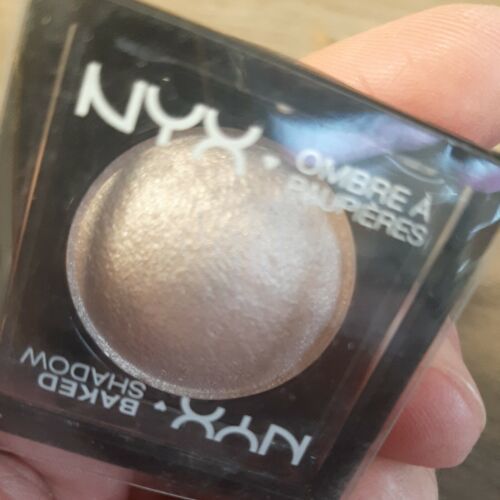 NYX
OMBRE À
PAUPIÈRES
NYX
BAKED
SHADOW